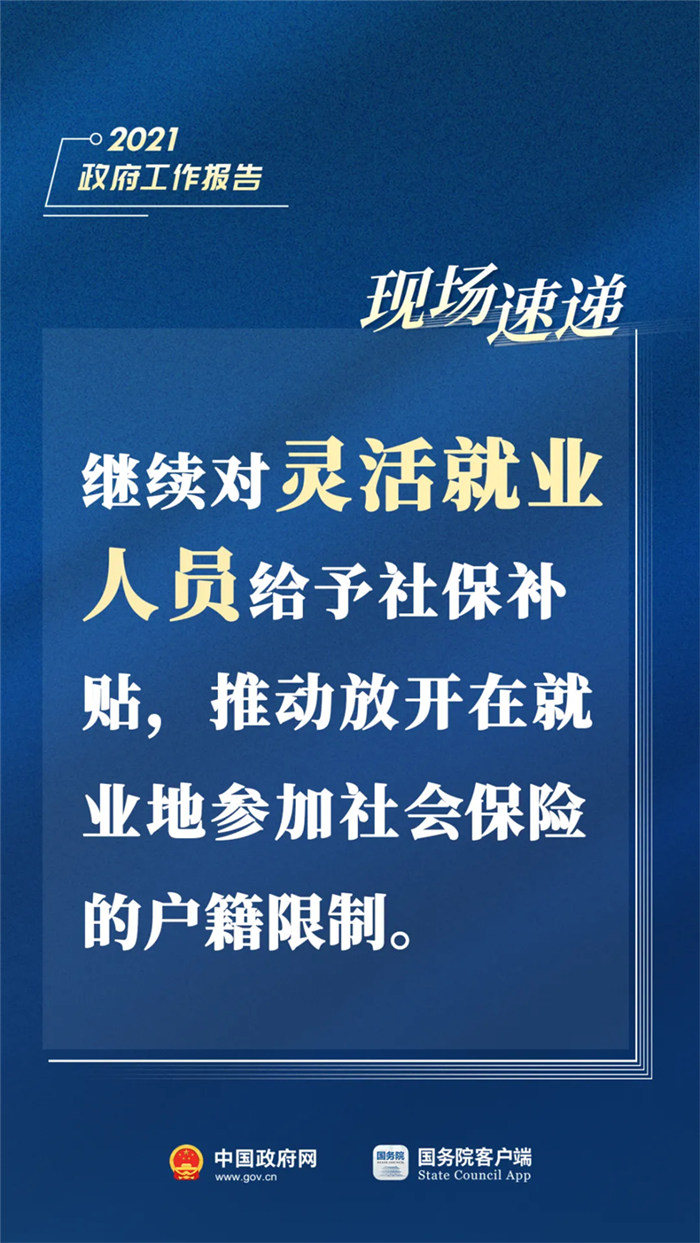 2021
政府工作报告
现场速递
继续对灵活就业
人员给予社保补
贴，推动放开在就
业地参加社会保险
的户籍限制。
中国政府网
www.gov.cn
国务院
国务院客户端
State Council App